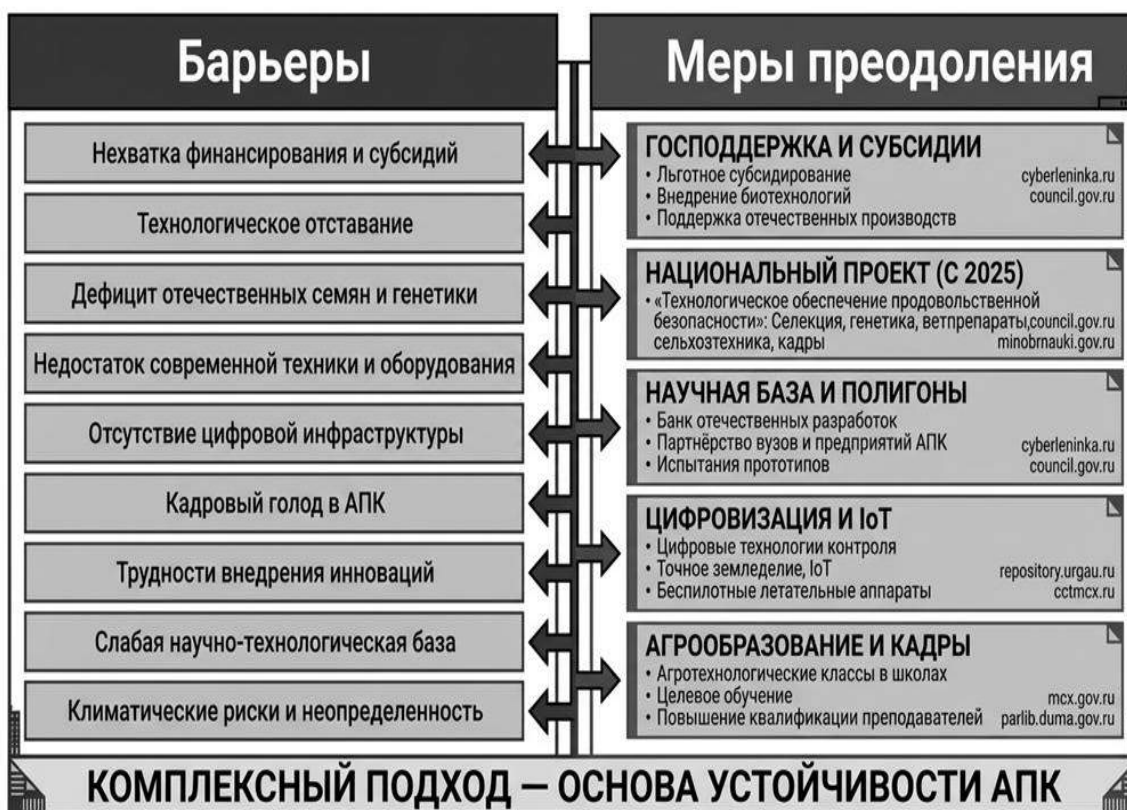 Барьеры
Нехватка финансирования и субсидий
Технологическое отставание
Дефицит отечественных семян и генетики
Недостаток современной техники и оборудования
Отсутствие цифровой инфраструктуры
Кадровый голод в АПК
Трудности внедрения инноваций
Слабая научно-технологическая база
Климатические риски и неопределенность
Меры преодоления
ГОСПОДДЕРЖКА И СУБСИДИИ
• Льготное субсидирование cyberleninka.ru
• Внедрение биотехнологий council.gov.ru
• Поддержка отечественных производств
НАЦИОНАЛЬНЫЙ ПРОЕКТ (С 2025)
• «Технологическое обеспечение продовольственной
безопасности»: Селекция, генетика, ветпрепараты, council.gov.ru
сельхозтехника, кадры minobrnauki.gov.ru
НАУЧНАЯ БАЗА И ПОЛИГОНЫ
• Банк отечественных разработок
• Партнёрство вузов и предприятий АПК cyberleninka.ru
• Испытания прототипов council.gov.ru
ЦИФРОВИЗАЦИЯ И IoT
• Цифровые технологии контроля
• Точное земледелие, IoT repository.urgau.ru
• Беспилотные летательные аппараты cctmcx.ru
АГРООБРАЗОВАНИЕ И КАДРЫ
• Агротехнологические классы в школах
• Целевое обучение mcx.gov.ru
• Повышение квалификации преподавателей parlib.duma.gov.ru
КОМПЛЕКСНЫЙ ПОДХОД — ОСНОВА УСТОЙЧИВОСТИ АПК